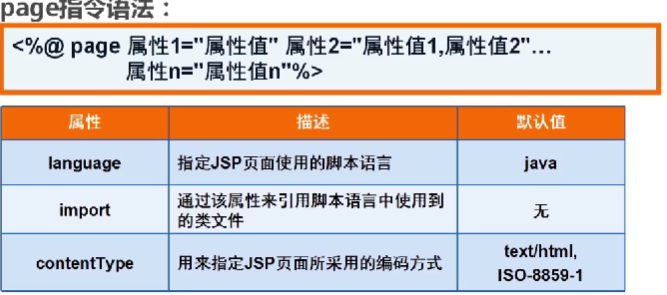 page指令语法：
<%@ page 属性1="属性值" 属性2="属性值1,属性值2"...
属性n="属性值n"%>
属性 描述 默认值
language 指定JSP页面使用的脚本语言 java
import 通过该属性来引用脚本语言中使用到的类文件 无
contentType 用来指定JSP页面所采用的编码方式 text/html, ISO-8859-1